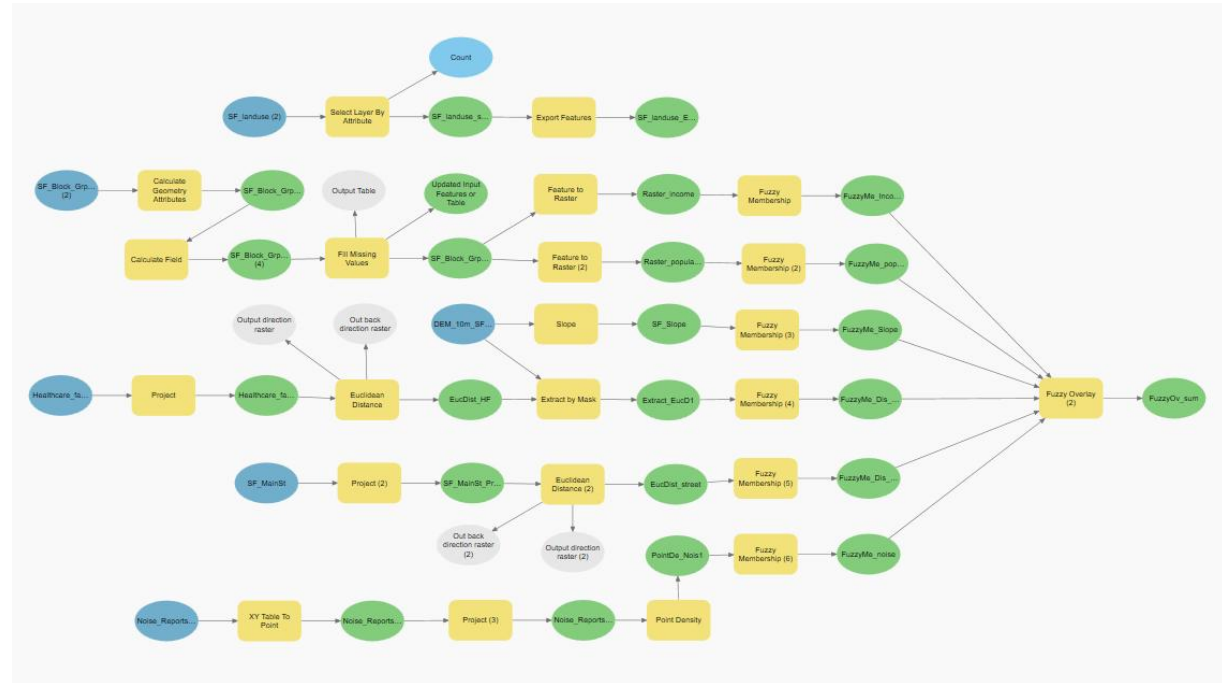 Count
SF_landuse (2)
Select Layer By
Attribute
SF_landuse_s...
Export Features
SF_landuse_E...
SF_Block_Grp...
(2)
Calculate
Geometry
Attributes
SF_Block_Grp...
Output Table
Updated Input
Features or
Table
Feature to
Raster
Raster_income
Fuzzy
Membership
FuzzyMe_Inco...
Calculate Field
SF_Block_Grp...
(4)
Fill Missing
Values
SF_Block_Grp...
Feature to
Raster (2)
Raster_popula...
Fuzzy
Membership (2)
FuzzyMe_pop...
Output direction
raster
Out back
direction raster
DEM_10m_SF...
Slope
SF_Slope
Fuzzy
Membership (3)
FuzzyMe_Slope
Healthcare_fa...
Project
Healthcare_fa...
Euclidean
Distance
EucDist_HF
Extract by Mask
Extract_EucD1
Fuzzy
Membership (4)
FuzzyMe_Dis_...
Fuzzy Overlay
(2)
FuzzyOv_sum
SF_MainSt
Project (2)
SF_MainSt_Pr...
Euclidean
Distance (2)
EucDist_street
Fuzzy
Membership (5)
FuzzyMe_Dis_...
Out back
direction raster
(2)
Output direction
raster (2)
PointDe_Nois1
Fuzzy
Membership (6)
FuzzyMe_noise
Noise_Reports...
XY Table To
Point
Noise_Reports...
Project (3)
Noise_Reports...
Point Density